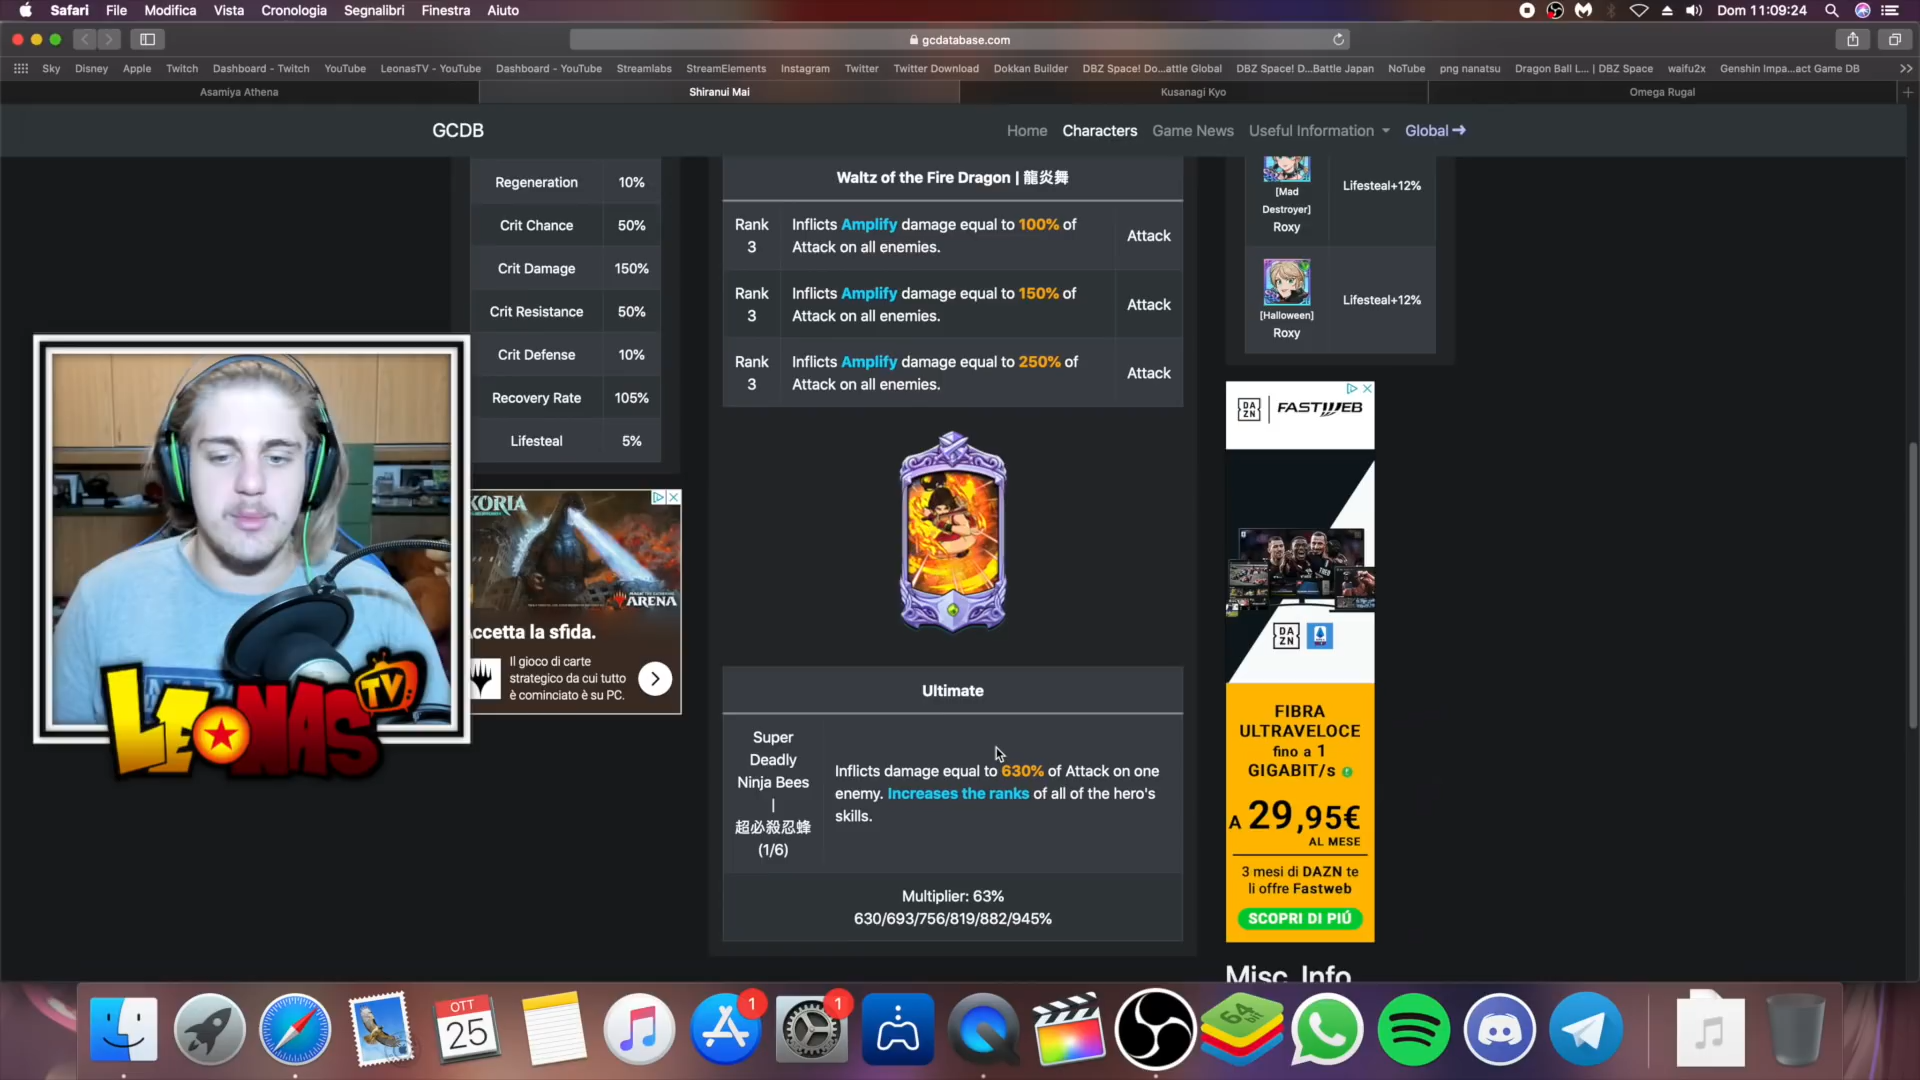 Safari File Modifica Vista Cronologia Segnalibri Finestra Aiuto
Dom 11:09:24
gcdatabase.com
Sky Disney Apple Twitch Dashboard - Twitch YouTube LeonasTV - YouTube Dashboard - YouTube Streamlabs StreamElements Instagram Twitter Twitter Download Dokkan Builder DBZ Space! Do...attle Global DBZ Space! D...Battle Japan NoTube png nanatsu Dragon Ball L... | DBZ Space waifu2x Genshin Impa...act Game DB
Asamiya Athena Shiranui Mai Kusanagi Kyo Omega Rugal
GCDB
Home Characters Game News Useful Information Global
Regeneration 10%
Crit Chance 50%
Crit Damage 150%
Crit Resistance 50%
Crit Defense 10%
Recovery Rate 105%
Lifesteal 5%
KORIA
MAGIC THE GATHERING
ARENA
Accetta la sfida.
Il gioco di carte
strategico da cui tutto
è cominciato è su PC.
LEONAS TV
Waltz of the Fire Dragon | 龍炎舞
Rank 3
Inflicts Amplify damage equal to 100% of
Attack on all enemies.
Attack
Rank 3
Inflicts Amplify damage equal to 150% of
Attack on all enemies.
Attack
Rank 3
Inflicts Amplify damage equal to 250% of
Attack on all enemies.
Attack
Ultimate
Super
Deadly
Ninja Bees
|
超必殺忍蜂
(1/6)
Inflicts damage equal to 630% of Attack on one
enemy. Increases the ranks of all of the hero's
skills.
Multiplier: 63%
630/693/756/819/882/945%
[Mad
Destroyer]
Roxy
Lifesteal+12%
[Halloween]
Roxy
Lifesteal+12%
DAZN FASTWEB
DAZN
FIBRA
ULTRAVELOCE
fino a 1
GIGABIT/s
A 29,95€
AL MESE
3 mesi di DAZN te
li offre Fastweb
SCOPRI DI PIÚ
Misc. Info
OTT
25
1
1
64 bit